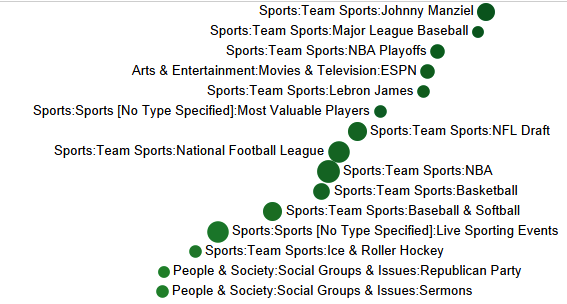 Sports:Team Sports:Johnny Manziel
Sports:Team Sports:Major League Baseball
Sports:Team Sports:NBA Playoffs
Arts & Entertainment:Movies & Television:ESPN
Sports:Team Sports:Lebron James
Sports:Sports [No Type Specified]:Most Valuable Players
Sports:Team Sports:NFL Draft
Sports:Team Sports:National Football League
Sports:Team Sports:NBA
Sports:Team Sports:Basketball
Sports:Team Sports:Baseball & Softball
Sports:Sports [No Type Specified]:Live Sporting Events
Sports:Team Sports:Ice & Roller Hockey
People & Society:Social Groups & Issues:Republican Party
People & Society:Social Groups & Issues:Sermons